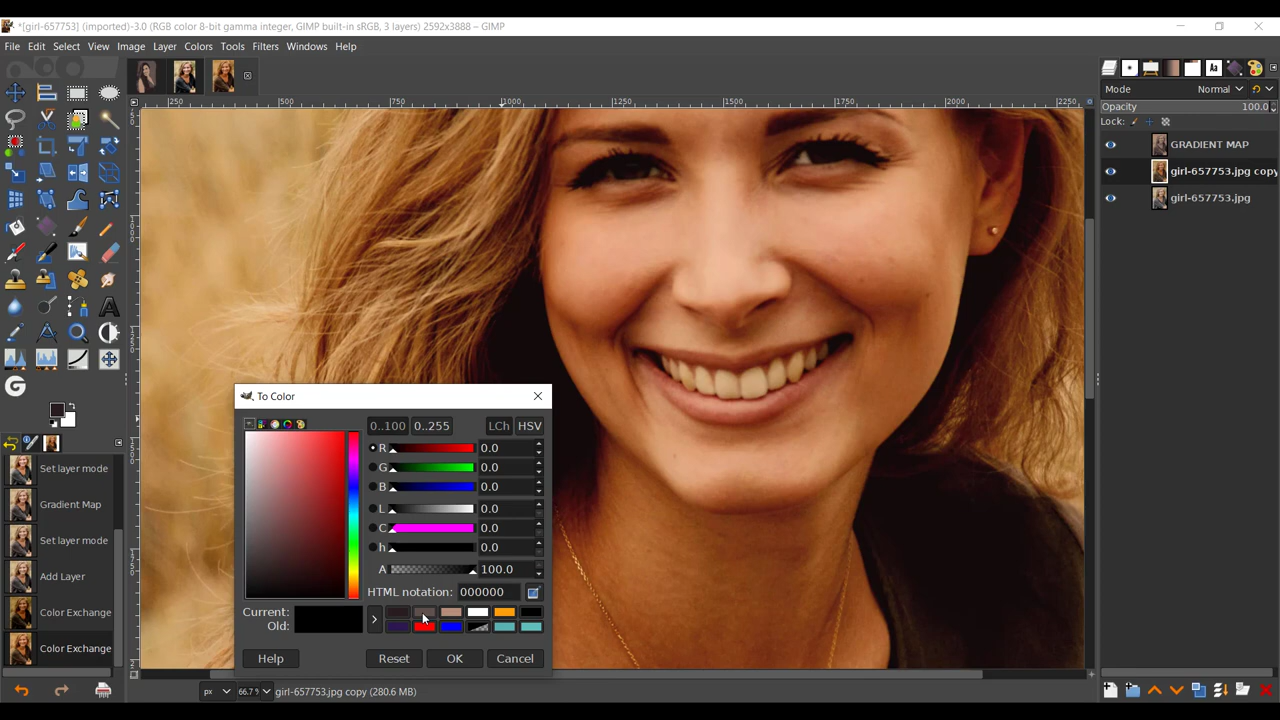 *[girl-657753] (imported)-3.0 (RGB color 8-bit gamma integer, GIMP built-in sRGB, 3 layers) 2592x3888 – GIMP
File Edit Select View Image Layer Colors Tools Filters Windows Help
250 500 750 1000 1250 1500 1750 2000 2250
Mode Normal
Opacity 100.0
Lock:
GRADIENT MAP
girl-657753.jpg copy
girl-657753.jpg
Set layer mode
Gradient Map
Set layer mode
Add Layer
Color Exchange
Color Exchange
To Color
0..100 0..255 LCh HSV
R 0.0
G 0.0
B 0.0
L 0.0
C 0.0
h 0.0
A 100.0
HTML notation: 000000
Current:
Old:
Help Reset OK Cancel
px 66.7 % girl-657753.jpg copy (280.6 MB)